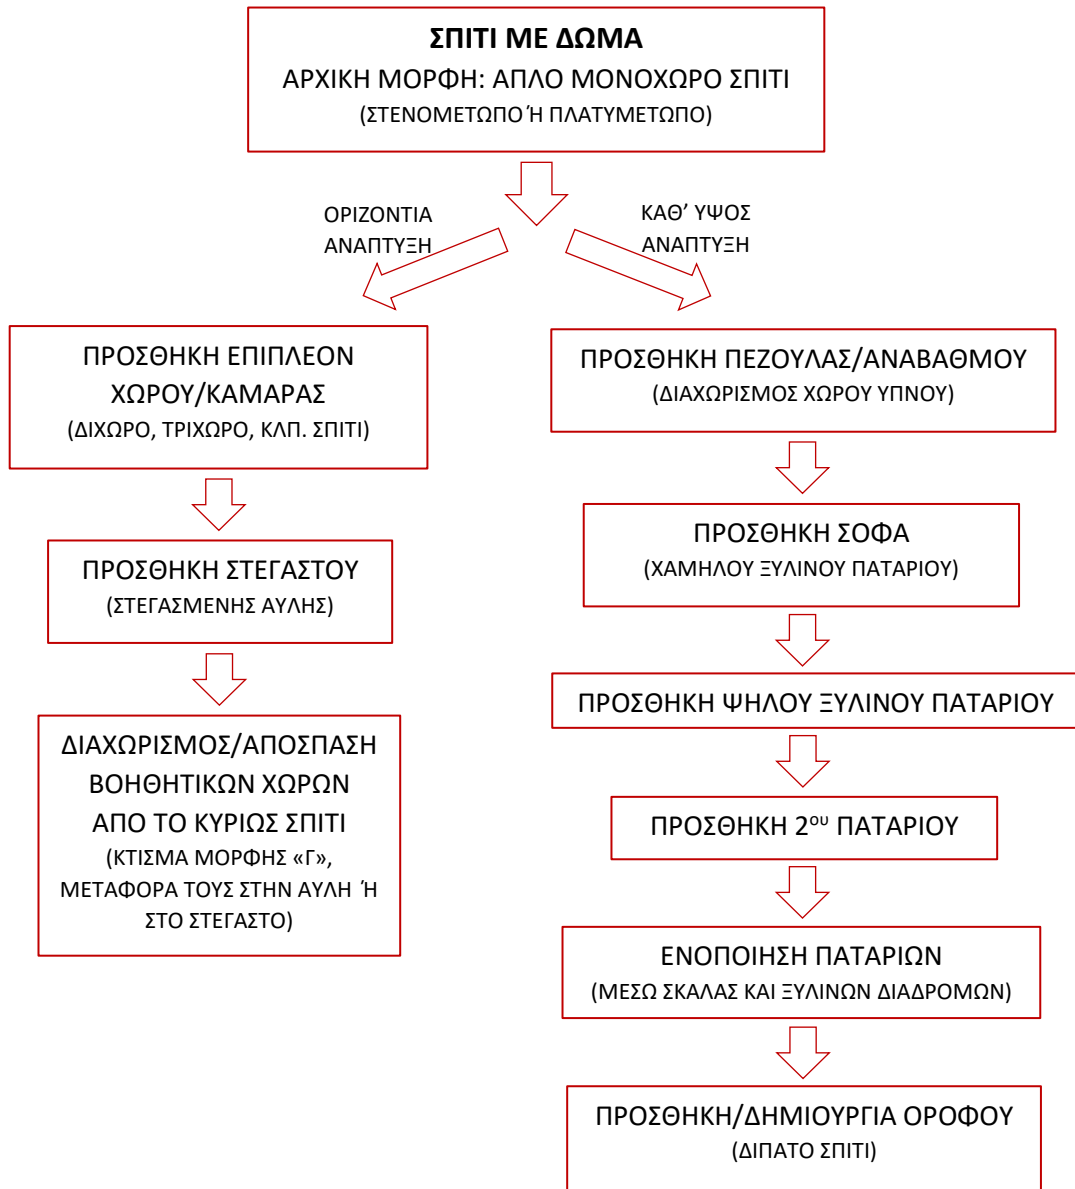 ΣΠΙΤΙ ΜΕ ΔΩΜΑ
ΑΡΧΙΚΗ ΜΟΡΦΗ: ΑΠΛΟ ΜΟΝΟΧΩΡΟ ΣΠΙΤΙ
(ΣΤΕΝΟΜΕΤΩΠΟ Ή ΠΛΑΤΥΜΕΤΩΠΟ)
ΟΡΙΖΟΝΤΙΑ
ΑΝΑΠΤΥΞΗ
ΚΑΘ’ ΥΨΟΣ
ΑΝΑΠΤΥΞΗ
ΠΡΟΣΘΗΚΗ ΕΠΙΠΛΕΟΝ
ΧΩΡΟΥ/ΚΑΜΑΡΑΣ
(ΔΙΧΩΡΟ, ΤΡΙΧΩΡΟ, ΚΛΠ. ΣΠΙΤΙ)
ΠΡΟΣΘΗΚΗ ΣΤΕΓΑΣΤΟΥ
(ΣΤΕΓΑΣΜΕΝΗΣ ΑΥΛΗΣ)
ΔΙΑΧΩΡΙΣΜΟΣ/ΑΠΟΣΠΑΣΗ
ΒΟΗΘΗΤΙΚΩΝ ΧΩΡΩΝ
ΑΠΟ ΤΟ ΚΥΡΙΩΣ ΣΠΙΤΙ
(ΚΤΙΣΜΑ ΜΟΡΦΗΣ «Γ»,
ΜΕΤΑΦΟΡΑ ΤΟΥΣ ΣΤΗΝ ΑΥΛΗ Ή
ΣΤΟ ΣΤΕΓΑΣΤΟ)
ΠΡΟΣΘΗΚΗ ΠΕΖΟΥΛΑΣ/ΑΝΑΒΑΘΜΟΥ
(ΔΙΑΧΩΡΙΣΜΟΣ ΧΩΡΟΥ ΥΠΝΟΥ)
ΠΡΟΣΘΗΚΗ ΣΟΦΑ
(ΧΑΜΗΛΟΥ ΞΥΛΙΝΟΥ ΠΑΤΑΡΙΟΥ)
ΠΡΟΣΘΗΚΗ ΨΗΛΟΥ ΞΥΛΙΝΟΥ ΠΑΤΑΡΙΟΥ
ΠΡΟΣΘΗΚΗ 2ου ΠΑΤΑΡΙΟΥ
ΕΝΟΠΟΙΗΣΗ ΠΑΤΑΡΙΩΝ
(ΜΕΣΩ ΣΚΑΛΑΣ ΚΑΙ ΞΥΛΙΝΩΝ ΔΙΑΔΡΟΜΩΝ)
ΠΡΟΣΘΗΚΗ/ΔΗΜΙΟΥΡΓΙΑ ΟΡΟΦΟΥ
(ΔΙΠΑΤΟ ΣΠΙΤΙ)